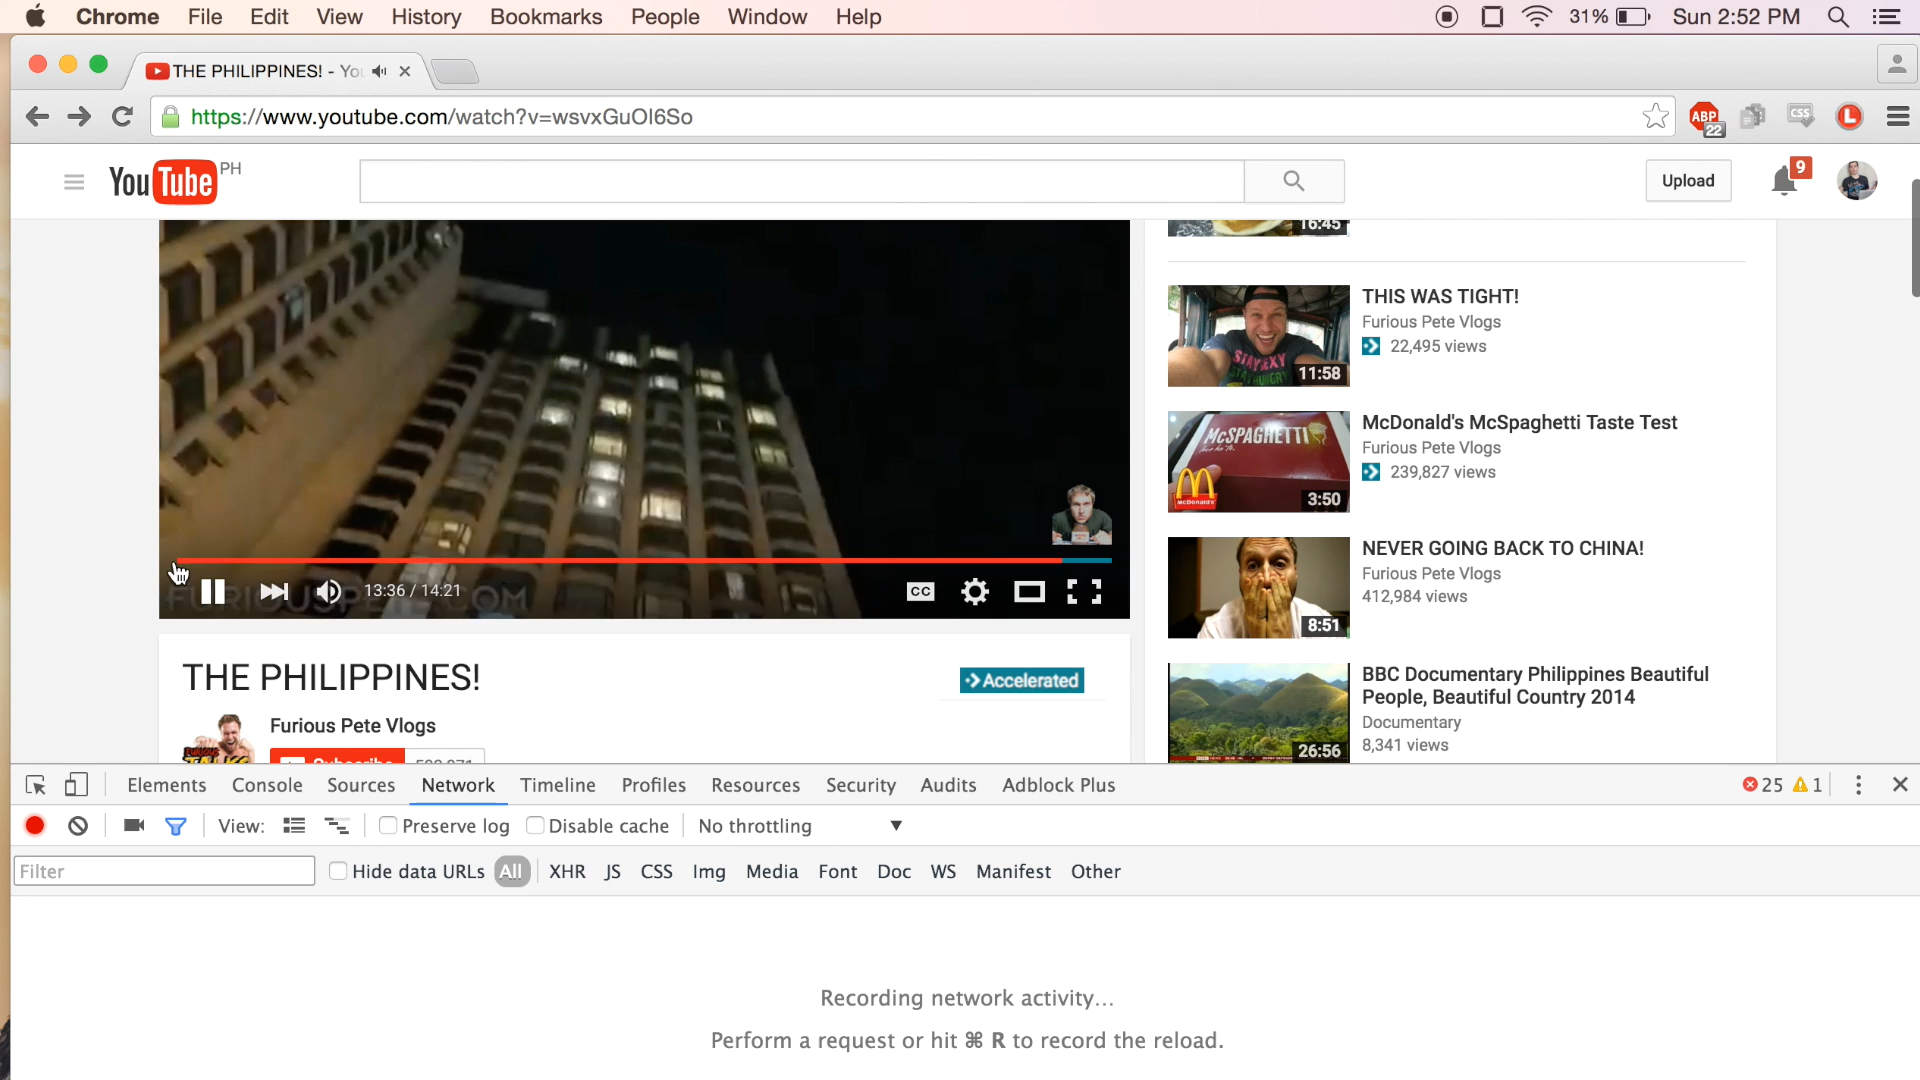 Chrome File Edit View History Bookmarks People Window Help 31% Sun 2:52 PM
THE PHILIPPINES! - You
https://www.youtube.com/watch?v=wsvxGuOl6So ABP 22 CSS L
YouTube PH Upload 9
16:45
THIS WAS TIGHT!
Furious Pete Vlogs
22,495 views
11:58
McDonald's McSpaghetti Taste Test
Furious Pete Vlogs
239,827 views
McSPAGHETTI
McDonald's
3:50
NEVER GOING BACK TO CHINA!
Furious Pete Vlogs
412,984 views
8:51
BBC Documentary Philippines Beautiful
People, Beautiful Country 2014
Documentary
8,341 views
26:56
FURIOUSPETE.COM
13:36 / 14:21 CC
THE PHILIPPINES!
Accelerated
Furious Pete Vlogs
Subscribe
Elements Console Sources Network Timeline Profiles Resources Security Audits Adblock Plus 25 1
View: Preserve log Disable cache No throttling
Filter Hide data URLs All XHR JS CSS Img Media Font Doc WS Manifest Other
Recording network activity…
Perform a request or hit ⌘ R to record the reload.